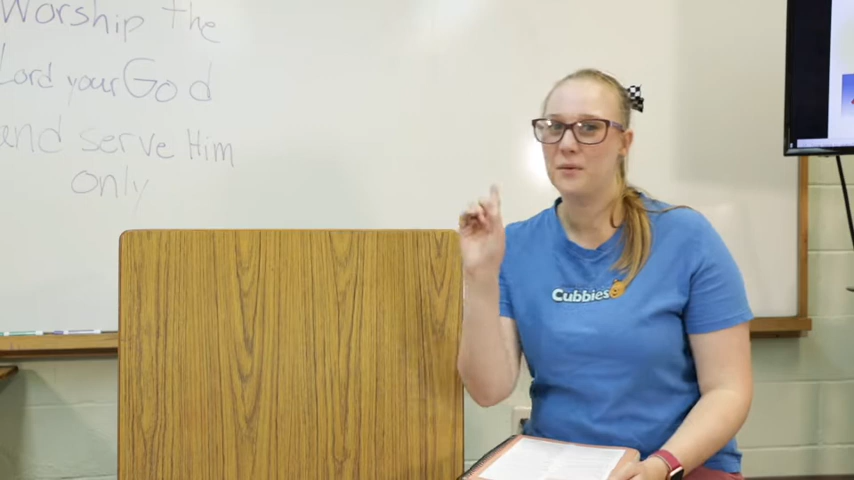 Worship the
Lord your God
and serve Him
only
Cubbies